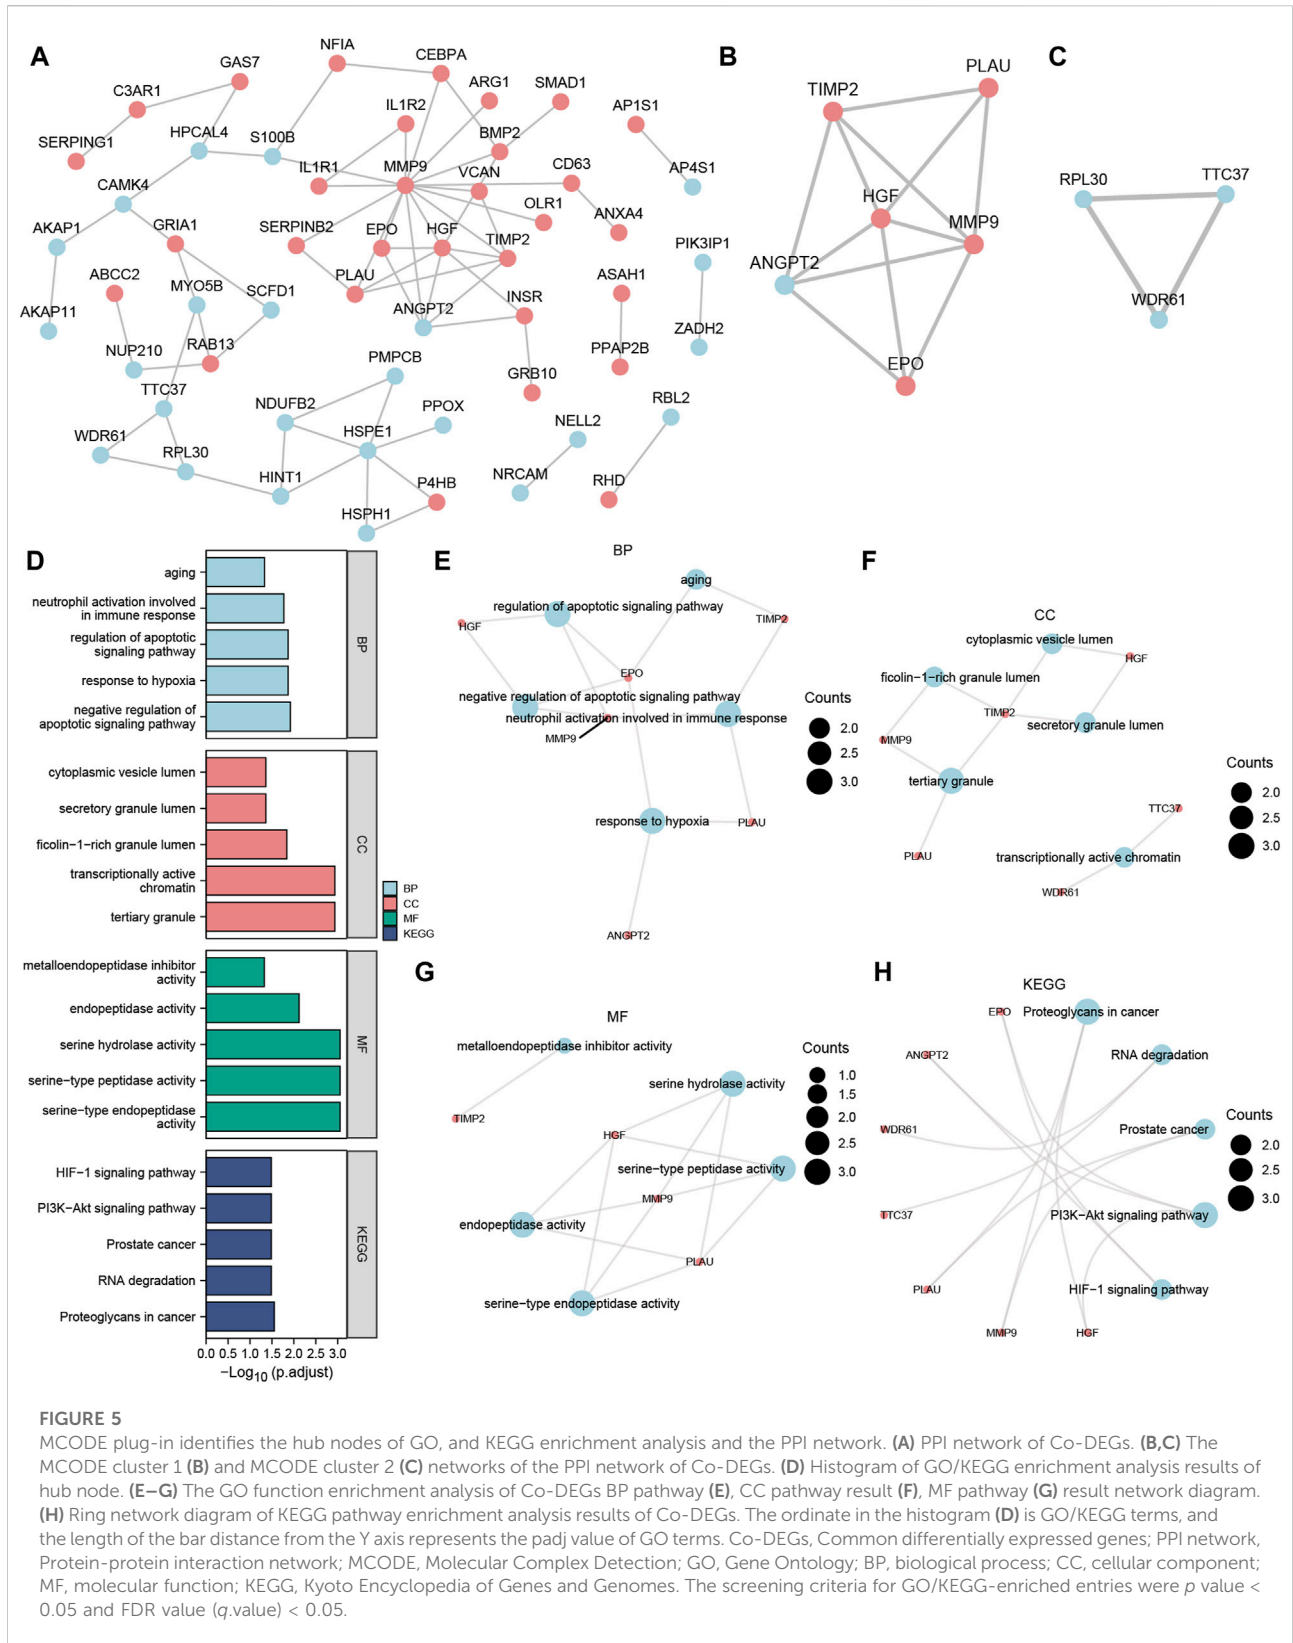 A
NFIA
CEBPA
GAS7
C3AR1
ARG1
SMAD1
IL1R2
AP1S1
HPCAL4
S100B
BMP2
SERPING1
IL1R1
MMP9
VCAN
CD63
AP4S1
CAMK4
OLR1
AKAP1
GRIA1
SERPINB2
EPO
HGF
TIMP2
ANXA4
PIK3IP1
ABCC2
MYO5B
SCFD1
PLAU
ANGPT2
INSR
ASAH1
AKAP11
NUP210
RAB13
PMPCB
GRB10
PPAP2B
ZADH2
TTC37
NDUFB2
PPOX
NELL2
RBL2
WDR61
RPL30
HSPE1
HINT1
P4HB
NRCAM
RHD
HSPH1
B
PLAU
TIMP2
HGF
MMP9
ANGPT2
EPO
C
RPL30
TTC37
WDR61
D
aging
neutrophil activation involved
in immune response
regulation of apoptotic
signaling pathway
response to hypoxia
negative regulation of
apoptotic signaling pathway
BP
cytoplasmic vesicle lumen
secretory granule lumen
ficolin−1−rich granule lumen
transcriptionally active
chromatin
tertiary granule
CC
metalloendopeptidase inhibitor
activity
endopeptidase activity
serine hydrolase activity
serine−type peptidase activity
serine−type endopeptidase
activity
MF
HIF−1 signaling pathway
PI3K−Akt signaling pathway
Prostate cancer
RNA degradation
Proteoglycans in cancer
KEGG
0.0 0.5 1.0 1.5 2.0 2.5 3.0
−Log10 (p.adjust)
BP
CC
MF
KEGG
E
BP
aging
regulation of apoptotic signaling pathway
HGF
TIMP2
EPO
negative regulation of apoptotic signaling pathway
neutrophil activation involved in immune response
MMP9
response to hypoxia
PLAU
ANGPT2
Counts
2.0
2.5
3.0
F
CC
cytoplasmic vesicle lumen
HGF
ficolin−1−rich granule lumen
TIMP2
secretory granule lumen
MMP9
tertiary granule
TTC37
PLAU
transcriptionally active chromatin
WDR61
Counts
2.0
2.5
3.0
G
MF
metalloendopeptidase inhibitor activity
serine hydrolase activity
TIMP2
HGF
serine−type peptidase activity
MMP9
endopeptidase activity
PLAU
serine−type endopeptidase activity
Counts
1.0
1.5
2.0
2.5
3.0
H
KEGG
EPO
Proteoglycans in cancer
ANGPT2
RNA degradation
WDR61
Prostate cancer
TTC37
PI3K−Akt signaling pathway
PLAU
HIF−1 signaling pathway
MMP9
HGF
Counts
2.0
2.5
3.0
FIGURE 5
MCODE plug-in identifies the hub nodes of GO, and KEGG enrichment analysis and the PPI network. (A) PPI network of Co-DEGs. (B,C) The
MCODE cluster 1 (B) and MCODE cluster 2 (C) networks of the PPI network of Co-DEGs. (D) Histogram of GO/KEGG enrichment analysis results of
hub node. (E–G) The GO function enrichment analysis of Co-DEGs BP pathway (E), CC pathway result (F), MF pathway (G) result network diagram.
(H) Ring network diagram of KEGG pathway enrichment analysis results of Co-DEGs. The ordinate in the histogram (D) is GO/KEGG terms, and
the length of the bar distance from the Y axis represents the padj value of GO terms. Co-DEGs, Common differentially expressed genes; PPI network,
Protein-protein interaction network; MCODE, Molecular Complex Detection; GO, Gene Ontology; BP, biological process; CC, cellular component;
MF, molecular function; KEGG, Kyoto Encyclopedia of Genes and Genomes. The screening criteria for GO/KEGG-enriched entries were p value <
0.05 and FDR value (q.value) < 0.05.